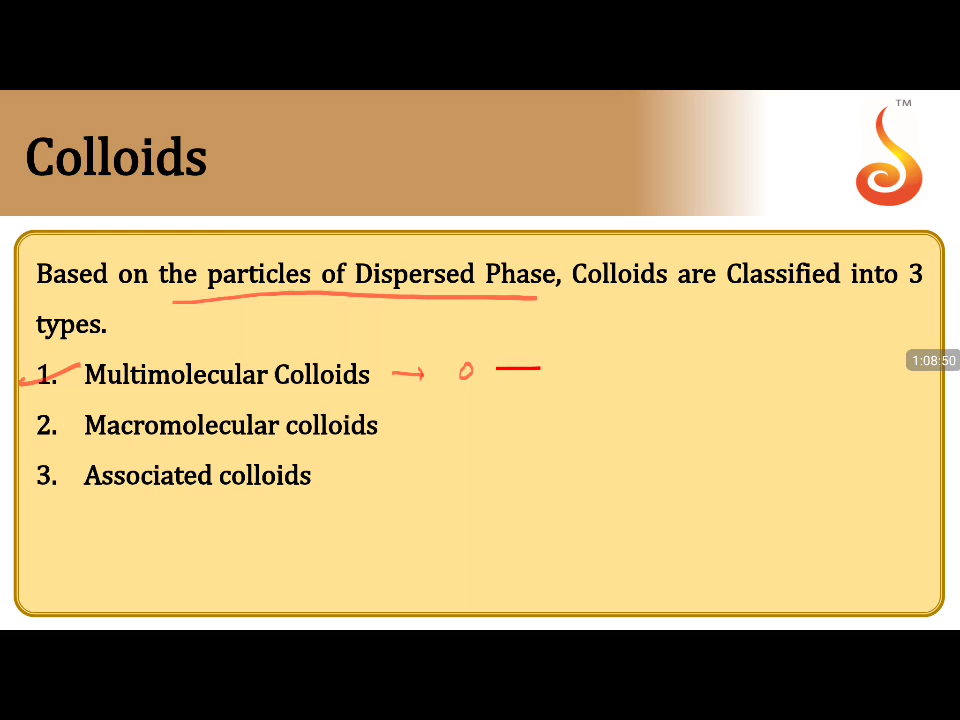 TM
Colloids
Based on the particles of Dispersed Phase, Colloids are Classified into 3
types.
1. Multimolecular Colloids → 0 —
1:08:50
2. Macromolecular colloids
3. Associated colloids